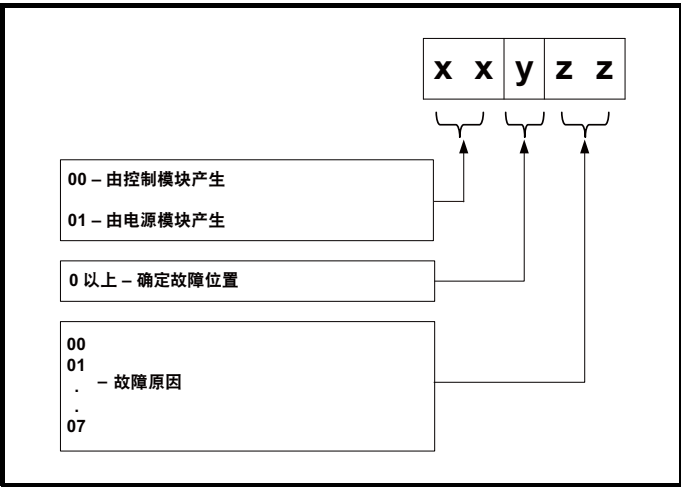 x x y z z
00 – 由控制模块产生
01 – 由电源模块产生
0 以上 – 确定故障位置
00
01
.
– 故障原因
.
07